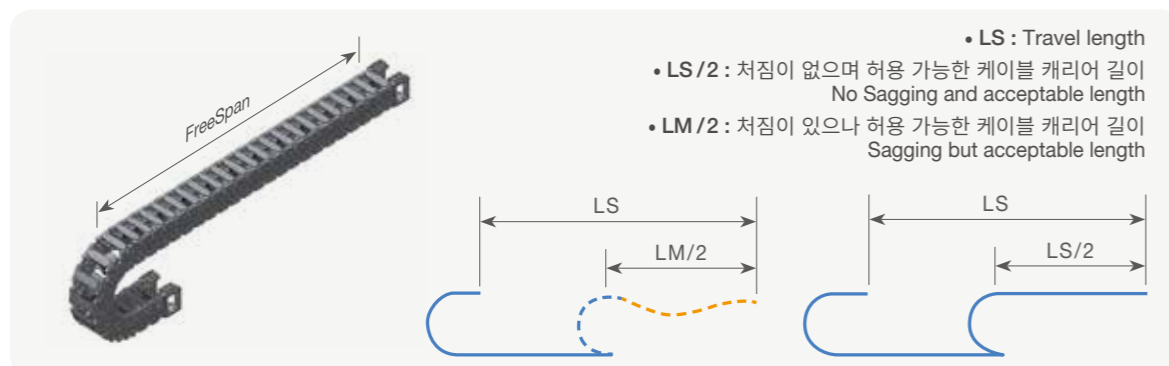 • LS : Travel length
• LS/2 : 처짐이 없으며 허용 가능한 케이블 캐리어 길이
No Sagging and acceptable length
• LM/2 : 처짐이 있으나 허용 가능한 케이블 캐리어 길이
Sagging but acceptable length
FreeSpan
LS
LM/2
LS
LS/2